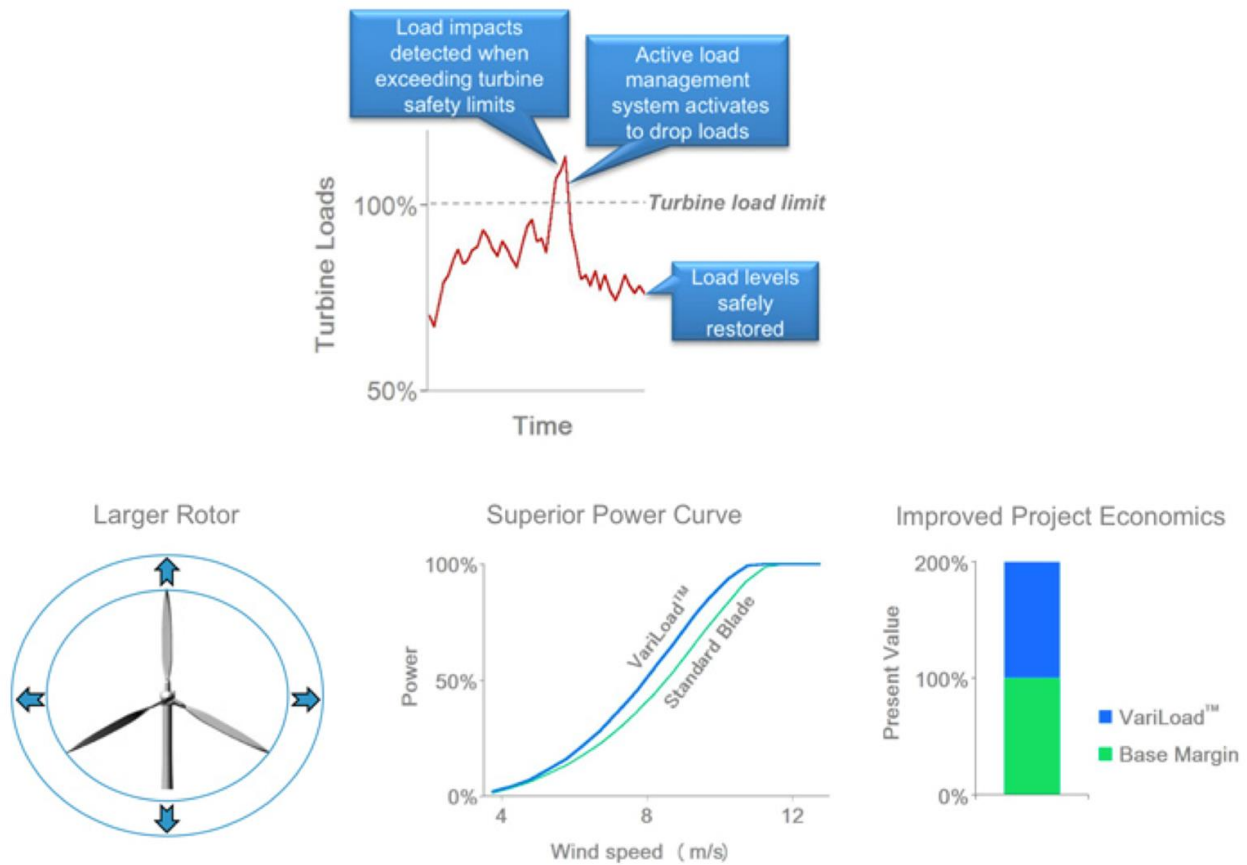 Load impacts
detected when
exceeding turbine
safety limits
Active load
management
system activates
to drop loads
Turbine Loads
100%
Turbine load limit
Load levels
safely
restored
50%
Time
Larger Rotor
Superior Power Curve
Improved Project Economics
100%
50%
0%
Power
VariLoad™
Standard Blade
4
8
12
Wind speed ( m/s)
200%
100%
0%
Present Value
VariLoad™
Base Margin